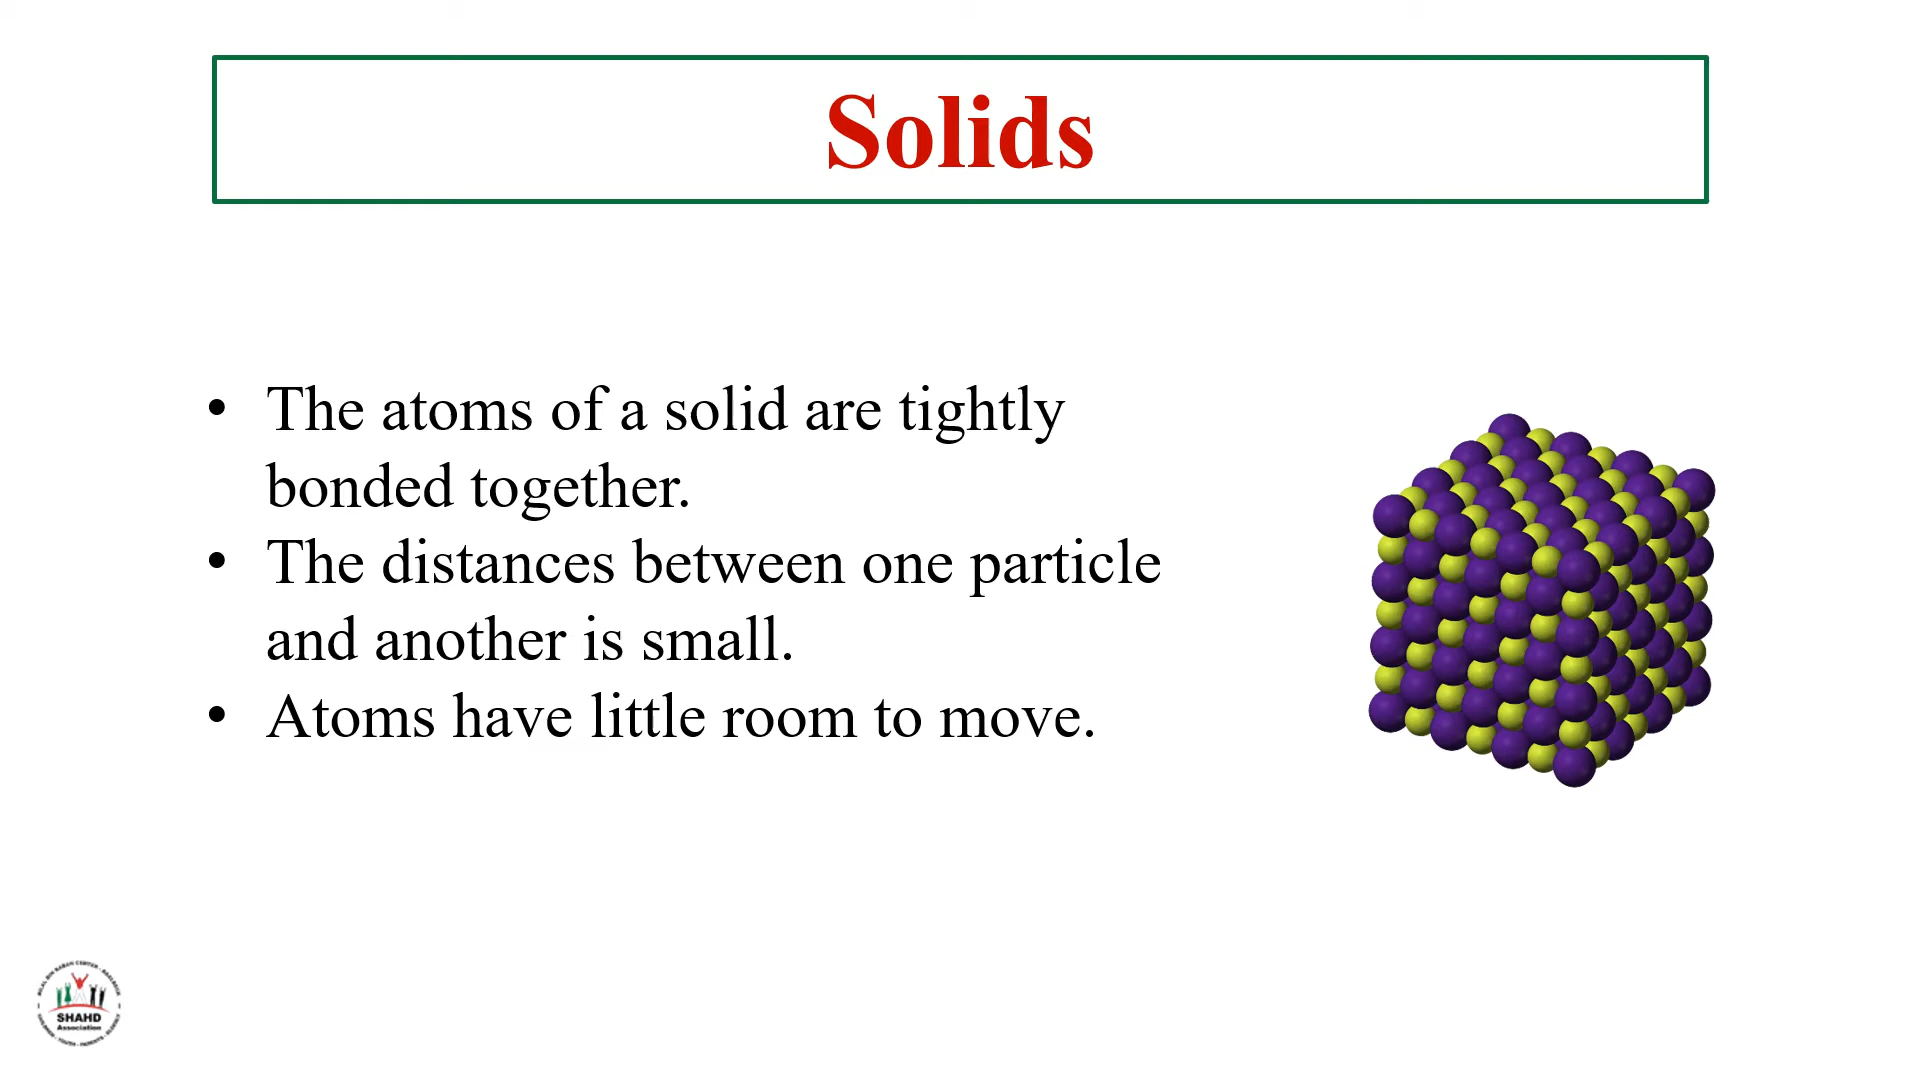 Solids
• The atoms of a solid are tightly
bonded together.
• The distances between one particle
and another is small.
• Atoms have little room to move.
SHAHD
Association